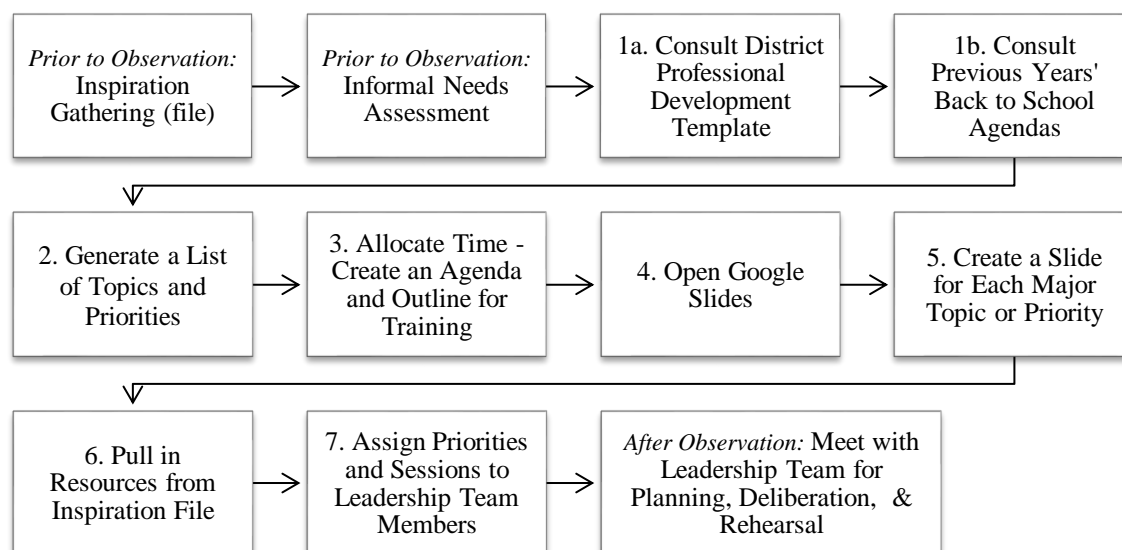 Prior to Observation:
Inspiration
Gathering (file)
Prior to Observation:
Informal Needs
Assessment
1a. Consult District
Professional
Development
Template
1b. Consult
Previous Years'
Back to School
Agendas
2. Generate a List
of Topics and
Priorities
3. Allocate Time -
Create an Agenda
and Outline for
Training
4. Open Google
Slides
5. Create a Slide
for Each Major
Topic or Priority
6. Pull in
Resources from
Inspiration File
7. Assign Priorities
and Sessions to
Leadership Team
Members
After Observation: Meet with
Leadership Team for
Planning, Deliberation, &
Rehearsal